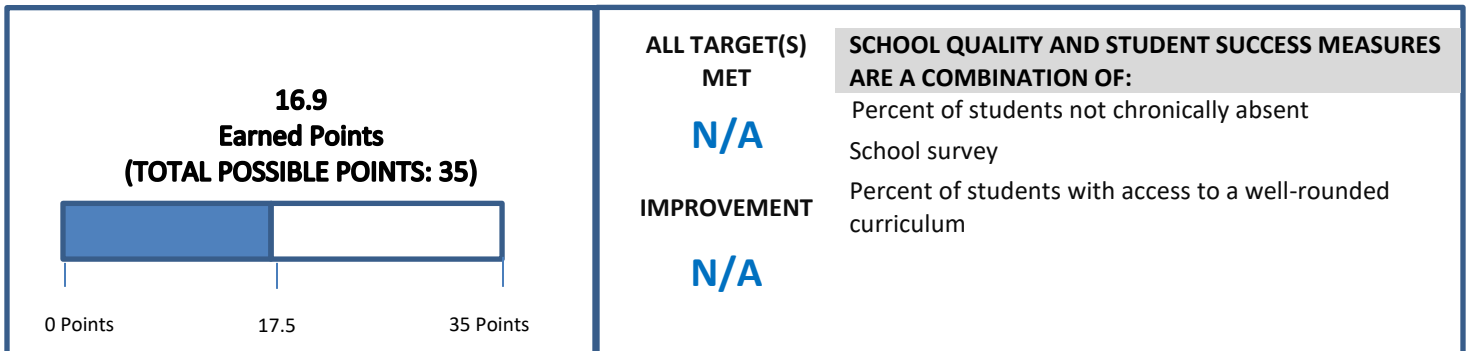 16.9
Earned Points
(TOTAL POSSIBLE POINTS: 35)
0 Points
17.5
35 Points
ALL TARGET(S)
MET
N/A
IMPROVEMENT
N/A
SCHOOL QUALITY AND STUDENT SUCCESS MEASURES
ARE A COMBINATION OF:
Percent of students not chronically absent
School survey
Percent of students with access to a well-rounded
curriculum